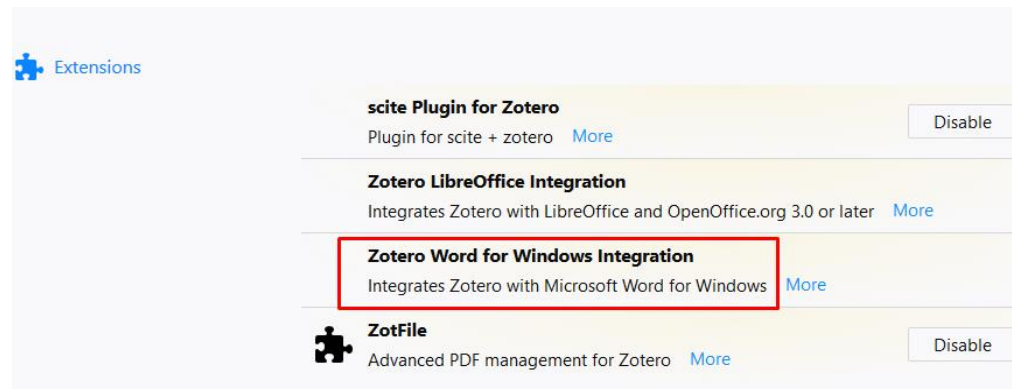 Extensions
scite Plugin for Zotero
Disable
Plugin for scite + zotero More
Zotero LibreOffice Integration
Integrates Zotero with LibreOffice and OpenOffice.org 3.0 or later More
Zotero Word for Windows Integration
Integrates Zotero with Microsoft Word for Windows More
ZotFile
Disable
Advanced PDF management for Zotero More